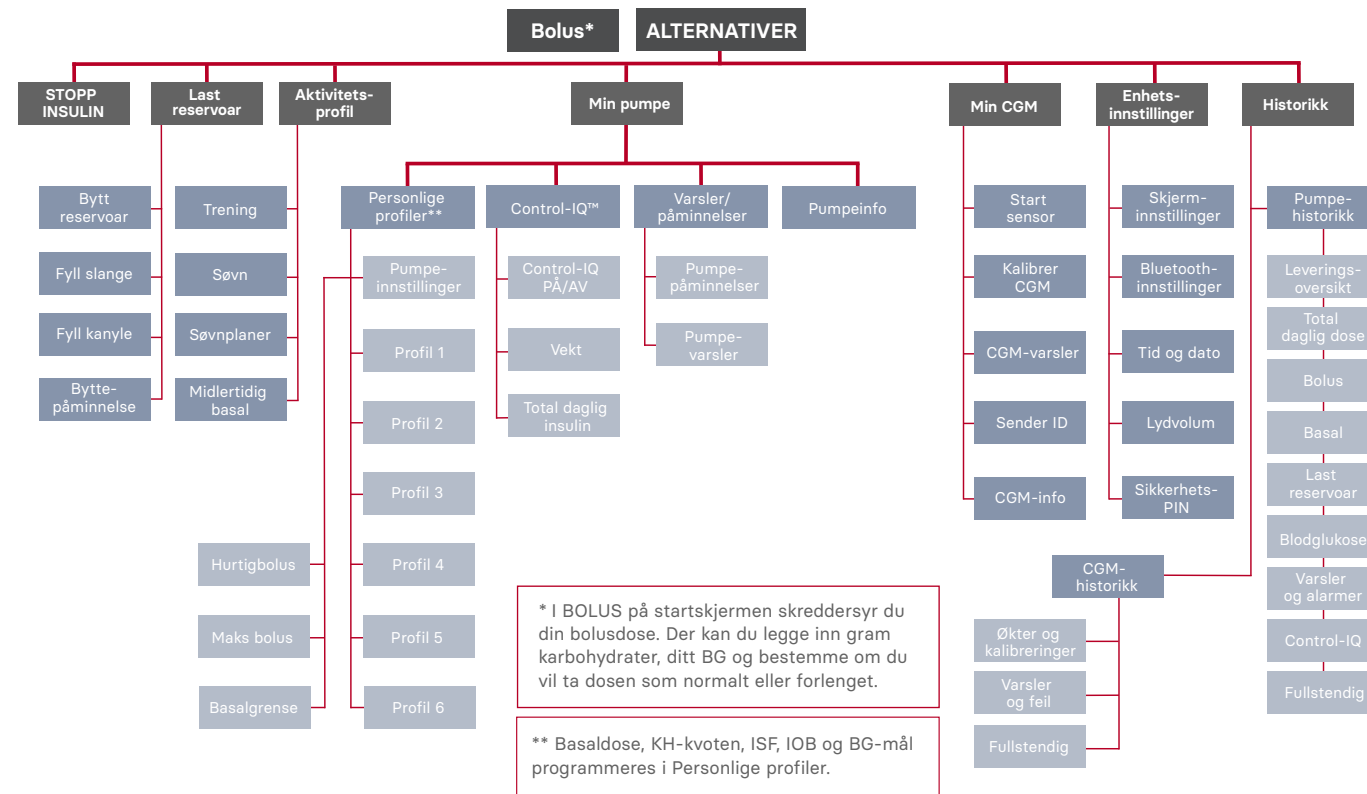 Bolus*
ALTERNATIVER
STOPP
INSULIN
Last
reservoar
Aktivitets-
profil
Min pumpe
Min CGM
Enhets-
innstillinger
Historikk
Bytt
reservoar
Fyll slange
Fyll kanyle
Bytte-
påminnelse
Trening
Søvn
Søvnplaner
Midlertidig
basal
Personlige
profiler**
Pumpe-
innstillinger
Profil 1
Profil 2
Profil 3
Profil 4
Profil 5
Profil 6
Hurtigbolus
Maks bolus
Basalgrense
Control-IQ™
Control-IQ
PÅ/AV
Vekt
Total daglig
insulin
Varsler/
påminnelser
Pumpe-
påminnelser
Pumpe-
varsler
Pumpeinfo
Start
sensor
Kalibrer
CGM
CGM-varsler
Sender ID
CGM-info
Skjerm-
innstillinger
Bluetooth-
innstillinger
Tid og dato
Lydvolum
Sikkerhets-
PIN
Pumpe-
historikk
Leverings-
oversikt
Total
daglig dose
Bolus
Basal
Last
reservoar
Blodglukose
Varsler
og alarmer
Control-IQ
Fullstendig
CGM-
historikk
Økter og
kalibreringer
Varsler
og feil
Fullstendig
* I BOLUS på startskjermen skreddersyr du
din bolusdose. Der kan du legge inn gram
karbohydrater, ditt BG og bestemme om du
vil ta dosen som normalt eller forlenget.
** Basaldose, KH-kvoten, ISF, IOB og BG-mål
programmeres i Personlige profiler.